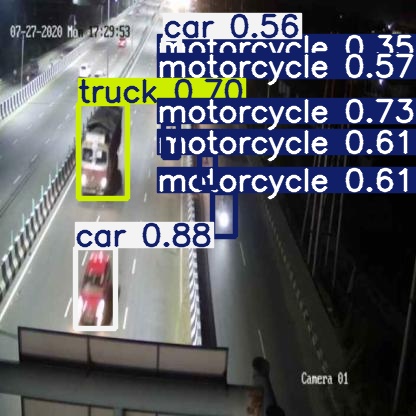 07-27-2020 Mon 17:29:53
car 0.56
motorcycle 0.35
motorcycle 0.57
truck 0.70
motorcycle 0.73
motorcycle 0.61
motorcycle 0.61
car 0.88
Camera 01